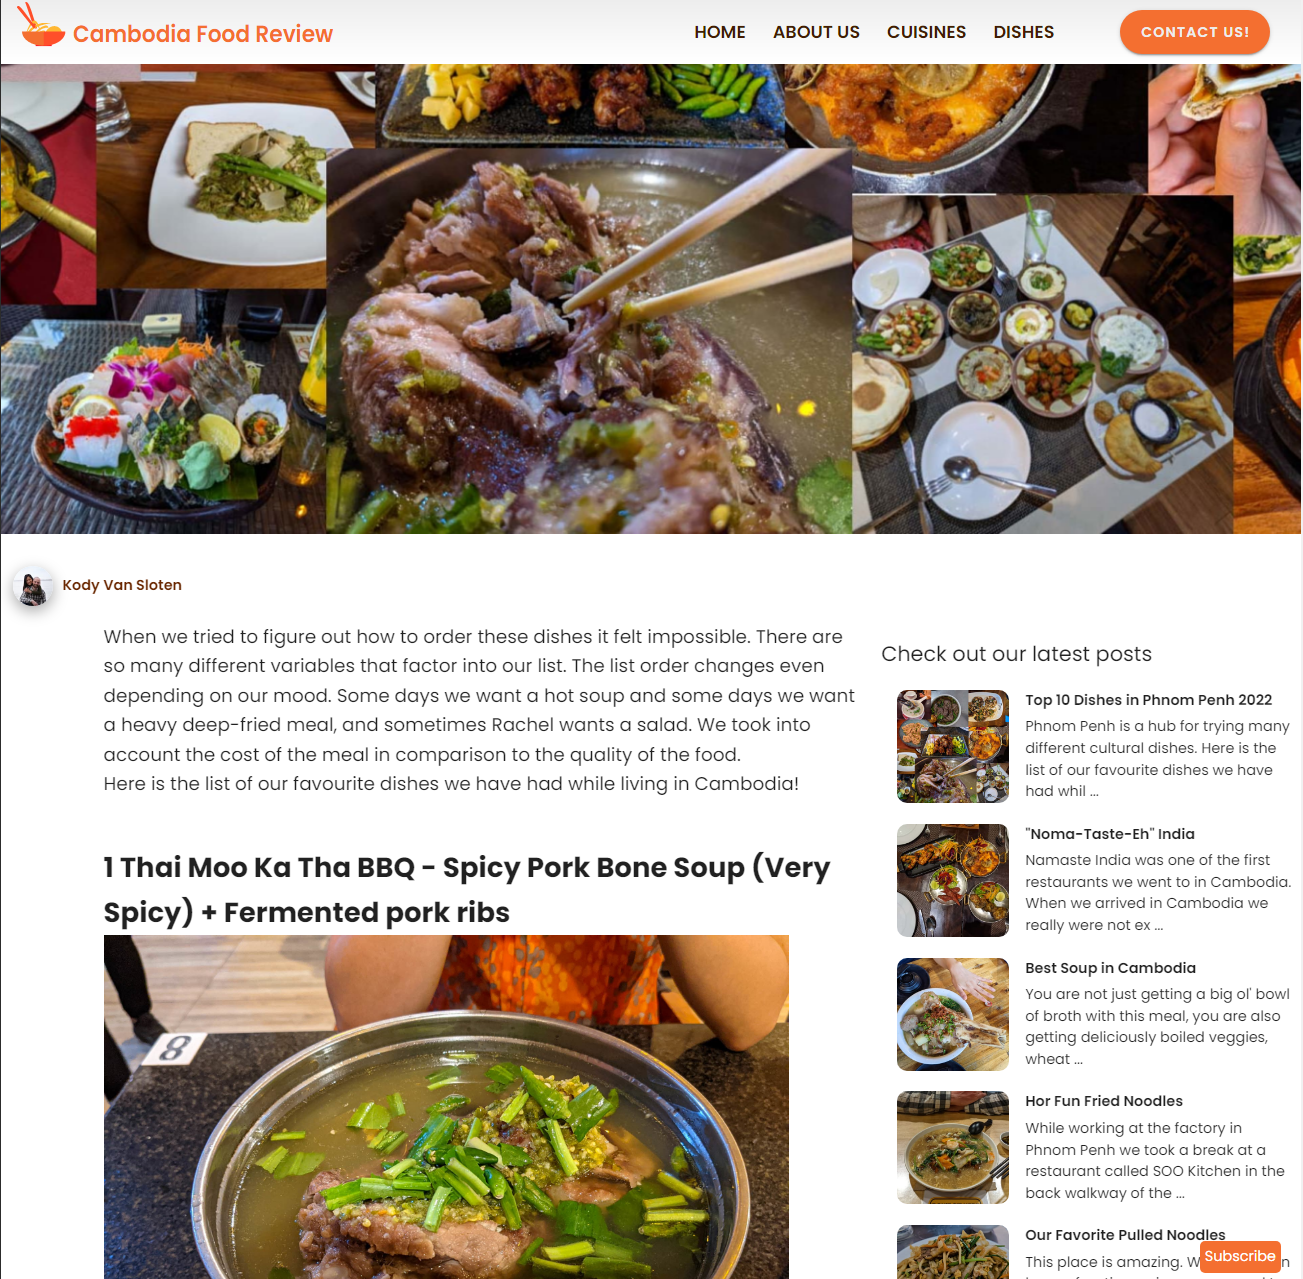 Cambodia Food Review
HOME ABOUT US CUISINES DISHES CONTACT US!
Kody Van Sloten
When we tried to figure out how to order these dishes it felt impossible. There are
so many different variables that factor into our list. The list order changes even
depending on our mood. Some days we want a hot soup and some days we want
a heavy deep-fried meal, and sometimes Rachel wants a salad. We took into
account the cost of the meal in comparison to the quality of the food.
Here is the list of our favourite dishes we have had while living in Cambodia!
1 Thai Moo Ka Tha BBQ - Spicy Pork Bone Soup (Very
Spicy) + Fermented pork ribs
8
Check out our latest posts
Top 10 Dishes in Phnom Penh 2022
Phnom Penh is a hub for trying many
different cultural dishes. Here is the
list of our favourite dishes we have
had whil ...
"Noma-Taste-Eh" India
Namaste India was one of the first
restaurants we went to in Cambodia.
When we arrived in Cambodia we
really were not ex ...
Best Soup in Cambodia
You are not just getting a big ol' bowl
of broth with this meal, you are also
getting deliciously boiled veggies,
wheat ...
Hor Fun Fried Noodles
While working at the factory in
Phnom Penh we took a break at a
restaurant called SOO Kitchen in the
back walkway of the ...
Our Favorite Pulled Noodles
This place is amazing.
Subscribe